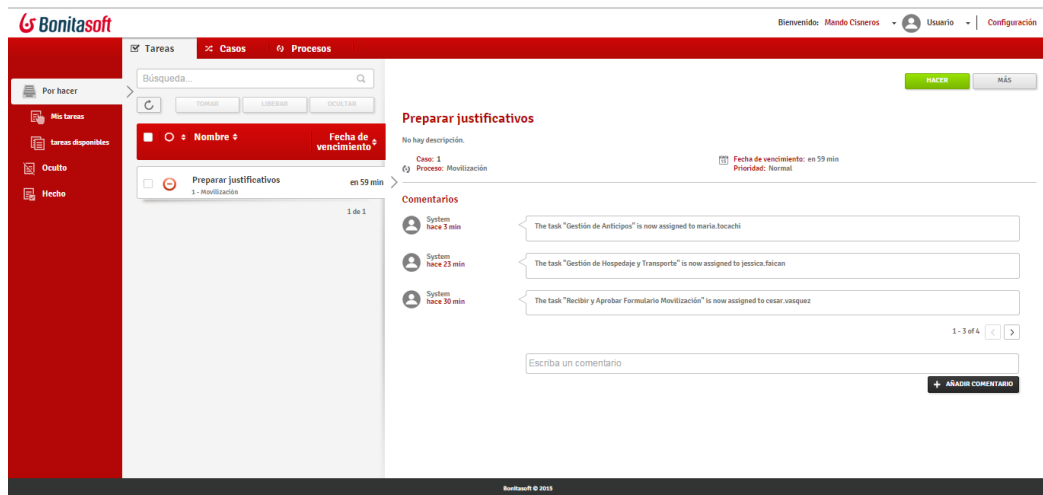 Bonitasoft
Bienvenido: Mando Cisneros
Usuario
Configuración
Tareas
Casos
Procesos
Por hacer
Mis tareas
tareas disponibles
Oculto
Hecho
Búsqueda...
TOMAR
LIBERAR
OCULTAR
Nombre
Fecha de
vencimiento
Preparar justificativos
en 59 min
1 - Movilización
1 de 1
HACER
MÁS
Preparar justificativos
No hay descripción.
Caso: 1
Proceso: Movilización
Fecha de vencimiento: en 59 min
Prioridad: Normal
Comentarios
System
hace 3 min
The task "Gestión de Anticipos" is now assigned to maria.tocachi
System
hace 23 min
The task "Gestión de Hospedaje y Transporte" is now assigned to jessica.faican
System
hace 30 min
The task "Recibir y Aprobar Formulario Movilización" is now assigned to cesar.vasquez
1 - 3 of 4
Escriba un comentario
+ AÑADIR COMENTARIO
Bonitasoft © 2015